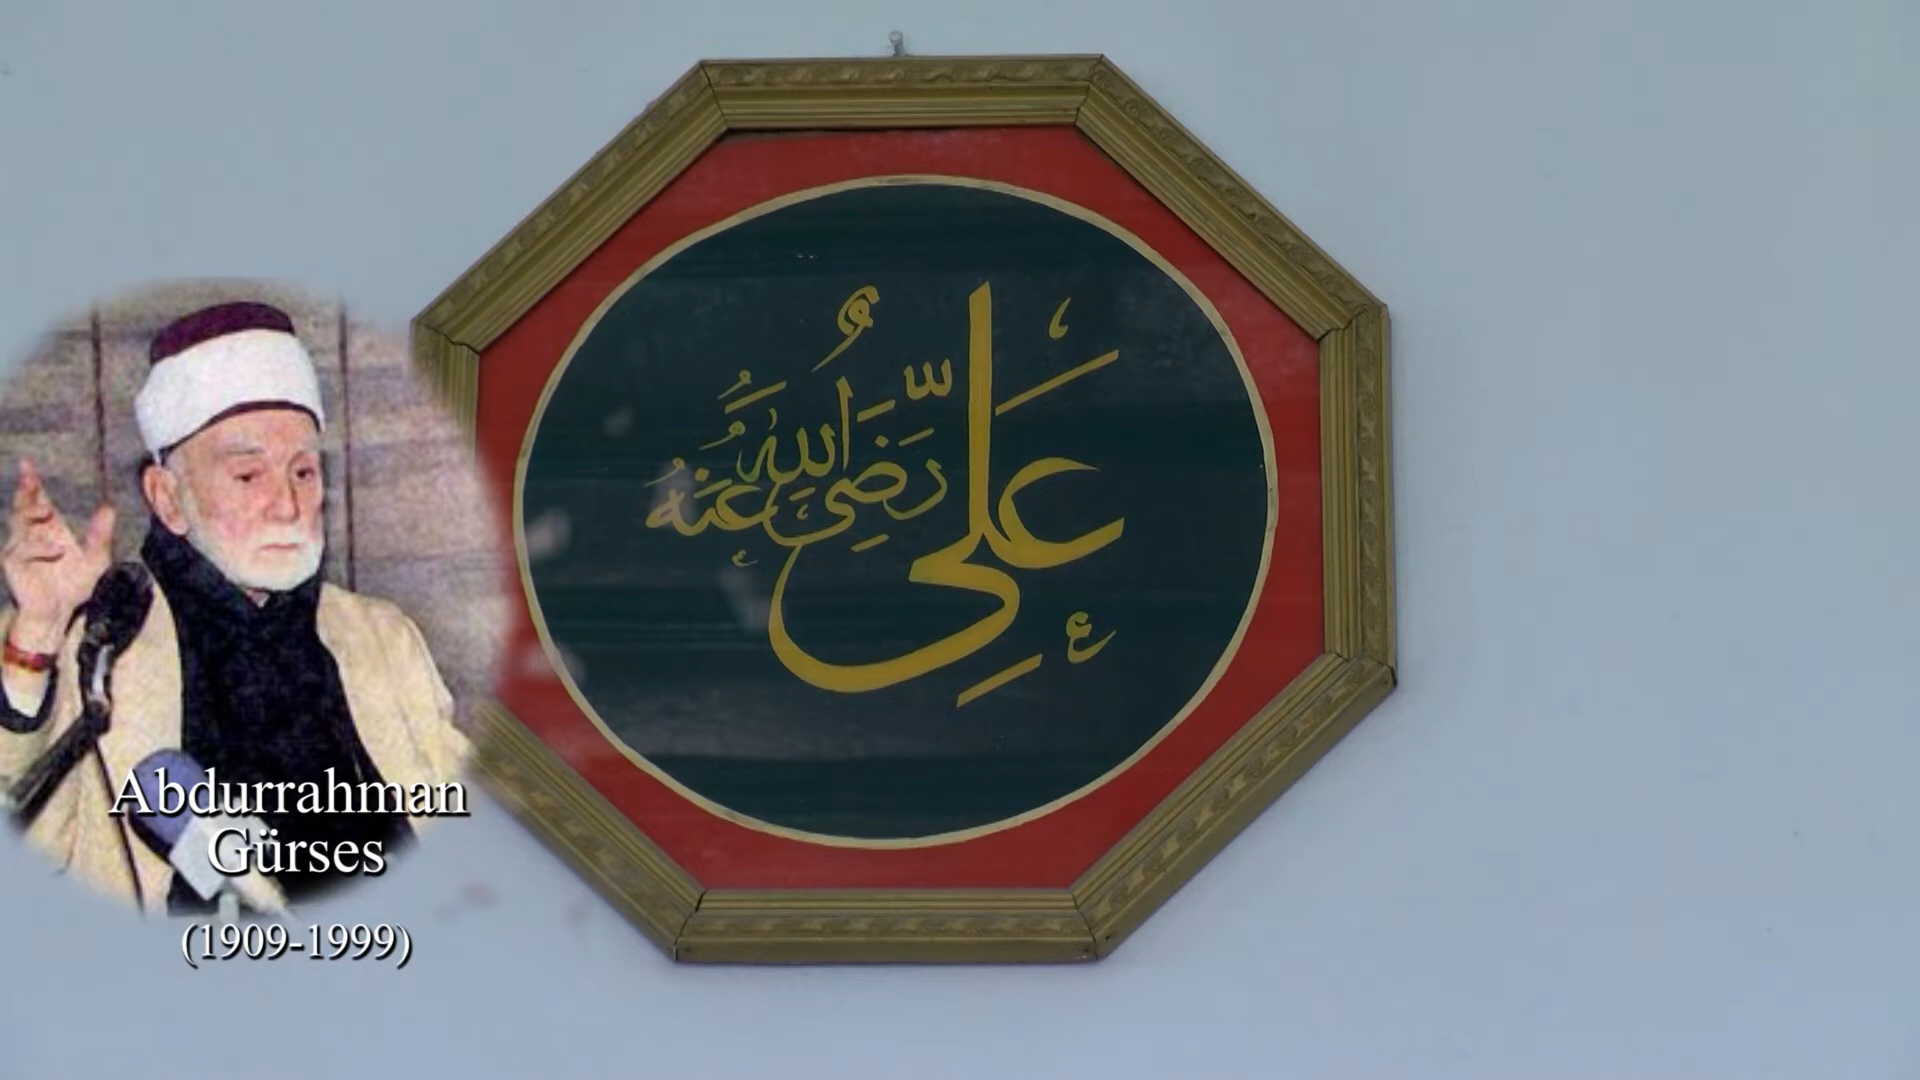 عَلِيٌّ رَضِيَ اللّٰهُ عَنْهُ
Abdurrahman
Gürses
(1909-1999)